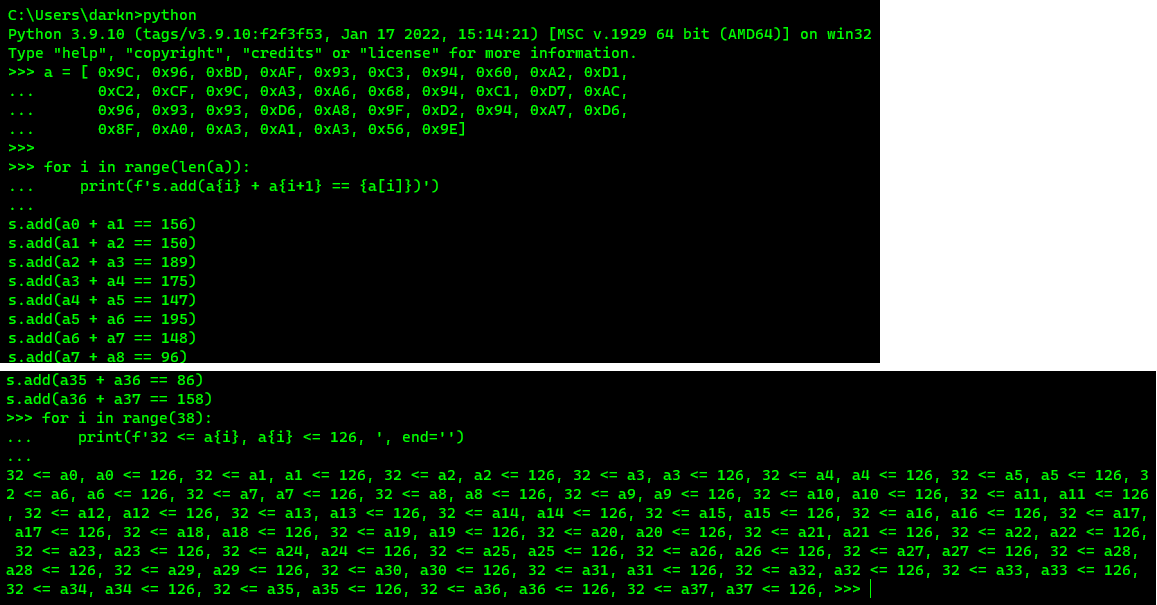 C:\Users\darkn>python
Python 3.9.10 (tags/v3.9.10:f2f3f53, Jan 17 2022, 15:14:21) [MSC v.1929 64 bit (AMD64)] on win32
Type "help", "copyright", "credits" or "license" for more information.
>>> a = [ 0x9C, 0x96, 0xBD, 0xAF, 0x93, 0xC3, 0x94, 0x60, 0xA2, 0xD1,
...       0xC2, 0xCF, 0x9C, 0xA3, 0xA6, 0x68, 0x94, 0xC1, 0xD7, 0xAC,
...       0x96, 0x93, 0x93, 0xD6, 0xA8, 0x9F, 0xD2, 0x94, 0xA7, 0xD6,
...       0x8F, 0xA0, 0xA3, 0xA1, 0xA3, 0x56, 0x9E]
>>>
>>> for i in range(len(a)):
...     print(f's.add(a{i} + a{i+1} == {a[i]})')
...
s.add(a0 + a1 == 156)
s.add(a1 + a2 == 150)
s.add(a2 + a3 == 189)
s.add(a3 + a4 == 175)
s.add(a4 + a5 == 147)
s.add(a5 + a6 == 195)
s.add(a6 + a7 == 148)
s.add(a7 + a8 == 96)
s.add(a35 + a36 == 86)
s.add(a36 + a37 == 158)
>>> for i in range(38):
...     print(f'32 <= a{i}, a{i} <= 126, ', end='')
...
32 <= a0, a0 <= 126, 32 <= a1, a1 <= 126, 32 <= a2, a2 <= 126, 32 <= a3, a3 <= 126, 32 <= a4, a4 <= 126, 32 <= a5, a5 <= 126, 3
2 <= a6, a6 <= 126, 32 <= a7, a7 <= 126, 32 <= a8, a8 <= 126, 32 <= a9, a9 <= 126, 32 <= a10, a10 <= 126, 32 <= a11, a11 <= 126
, 32 <= a12, a12 <= 126, 32 <= a13, a13 <= 126, 32 <= a14, a14 <= 126, 32 <= a15, a15 <= 126, 32 <= a16, a16 <= 126, 32 <= a17,
 a17 <= 126, 32 <= a18, a18 <= 126, 32 <= a19, a19 <= 126, 32 <= a20, a20 <= 126, 32 <= a21, a21 <= 126, 32 <= a22, a22 <= 126,
 32 <= a23, a23 <= 126, 32 <= a24, a24 <= 126, 32 <= a25, a25 <= 126, 32 <= a26, a26 <= 126, 32 <= a27, a27 <= 126, 32 <= a28,
a28 <= 126, 32 <= a29, a29 <= 126, 32 <= a30, a30 <= 126, 32 <= a31, a31 <= 126, 32 <= a32, a32 <= 126, 32 <= a33, a33 <= 126,
32 <= a34, a34 <= 126, 32 <= a35, a35 <= 126, 32 <= a36, a36 <= 126, 32 <= a37, a37 <= 126, >>>